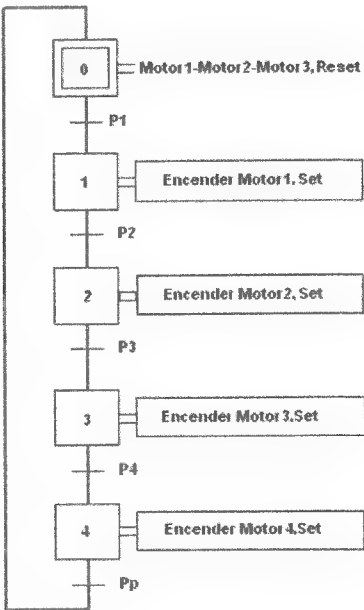 0 Motor1-Motor2-Motor3,Reset
P1
1 Encender Motor1, Set
P2
2 Encender Motor2, Set
P3
3 Encender Motor3.Set
P4
4 Encender Motor4,Set
Pp